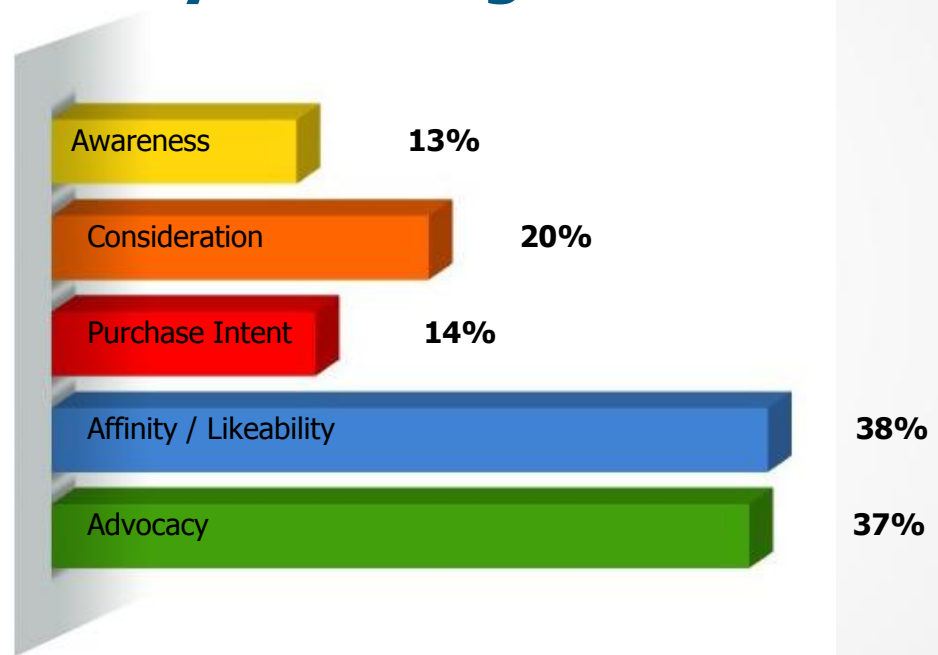 Awareness 13%
Consideration 20%
Purchase Intent 14%
Affinity / Likeability 38%
Advocacy 37%